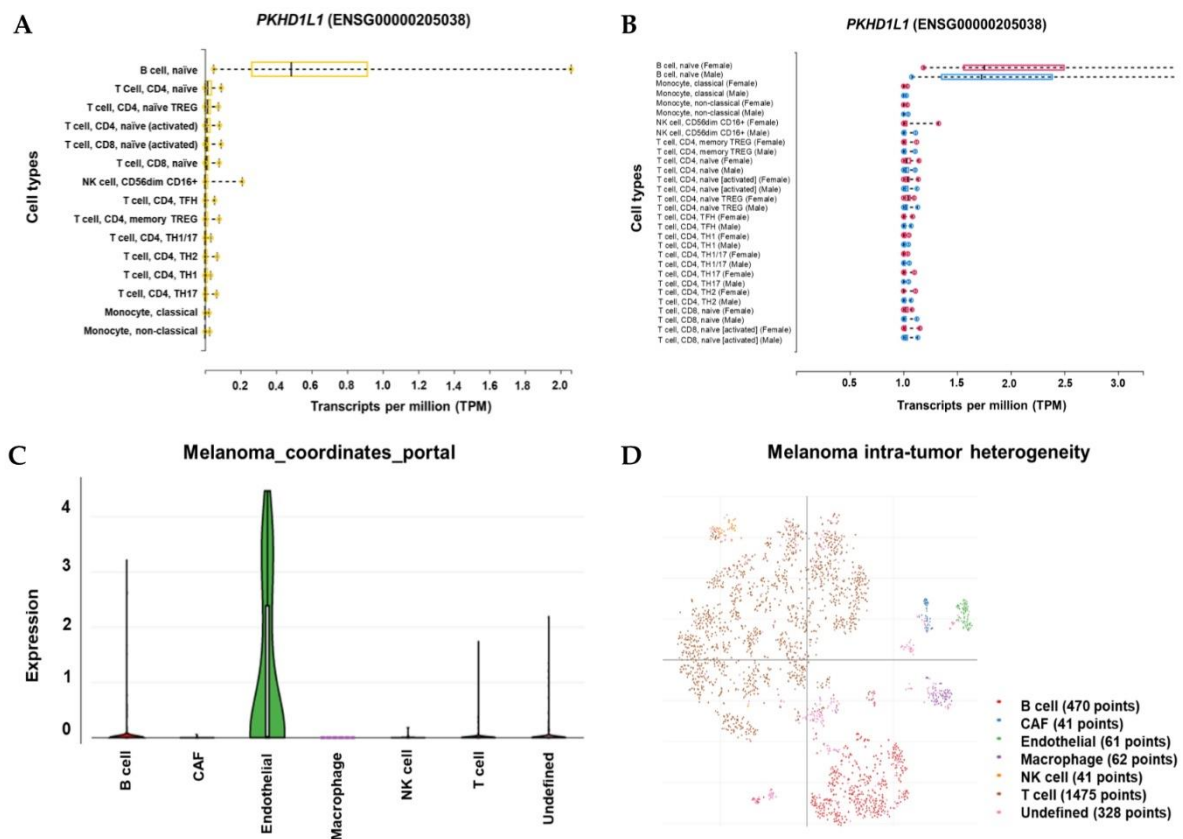 A
PKHD1L1 (ENSG00000205038)
Cell types
B cell, naïve
T Cell, CD4, naïve
T cell, CD4, naïve TREG
T cell, CD4, naïve (activated)
T cell, CD8, naïve (activated)
T cell, CD8, naïve
NK cell, CD56dim CD16+
T cell, CD4, TFH
T cell, CD4, memory TREG
T cell, CD4, TH1/17
T cell, CD4, TH2
T cell, CD4, TH1
T cell, CD4, TH17
Monocyte, classical
Monocyte, non-classical
0.2 0.4 0.6 0.8 1.0 1.2 1.4 1.6 1.8 2.0
Transcripts per million (TPM)
B
PKHD1L1 (ENSG00000205038)
Cell types
B cell, naive (Female)
B cell, naive (Male)
Monocyte, classical (Female)
Monocyte, classical (Male)
Monocyte, non-classical (Female)
Monocyte, non-classical (Male)
NK cell, CD56dim CD16+ (Female)
NK cell, CD56dim CD16+ (Male)
T cell, CD4, memory TREG (Female)
T cell, CD4, memory TREG (Male)
T cell, CD4, naive (Female)
T cell, CD4, naive (Male)
T cell, CD4, naive [activated] (Female)
T cell, CD4, naive [activated] (Male)
T cell, CD4, naive TREG (Female)
T cell, CD4, naive TREG (Male)
T cell, CD4, TFH (Female)
T cell, CD4, TFH (Male)
T cell, CD4, TH1 (Female)
T cell, CD4, TH1 (Male)
T cell, CD4, TH1/17 (Female)
T cell, CD4, TH1/17 (Male)
T cell, CD4, TH17 (Female)
T cell, CD4, TH17 (Male)
T cell, CD4, TH2 (Female)
T cell, CD4, TH2 (Male)
T cell, CD8, naive (Female)
T cell, CD8, naive (Male)
T cell, CD8, naive [activated] (Female)
T cell, CD8, naive [activated] (Male)
0.5 1.0 1.5 2.0 2.5 3.0
Transcripts per million (TPM)
C
Melanoma_coordinates_portal
Expression
4
3
2
1
0
B cell
CAF
Endothelial
Macrophage
NK cell
T cell
Undefined
D
Melanoma intra-tumor heterogeneity
B cell (470 points)
CAF (41 points)
Endothelial (61 points)
Macrophage (62 points)
NK cell (41 points)
T cell (1475 points)
Undefined (328 points)